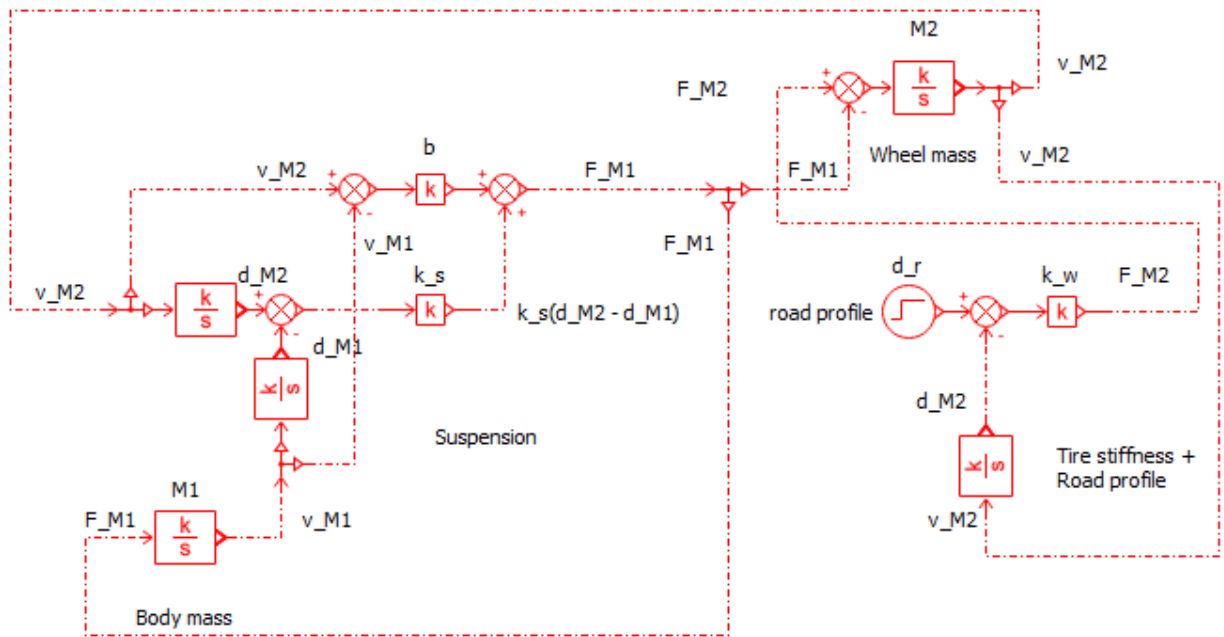 M2
v_M2
F_M2
k
s
b
v_M2
F_M1
F_M1
Wheel mass
v_M2
k
v_M1
F_M1
d_M2
k_s
d_r
k_w
F_M2
v_M2
k
s
k
k_s(d_M2 - d_M1)
road profile
k
d_M1
k
s
d_M2
Suspension
Tire stiffness +
Road profile
k
s
M1
F_M1
k
s
v_M1
v_M2
Body mass